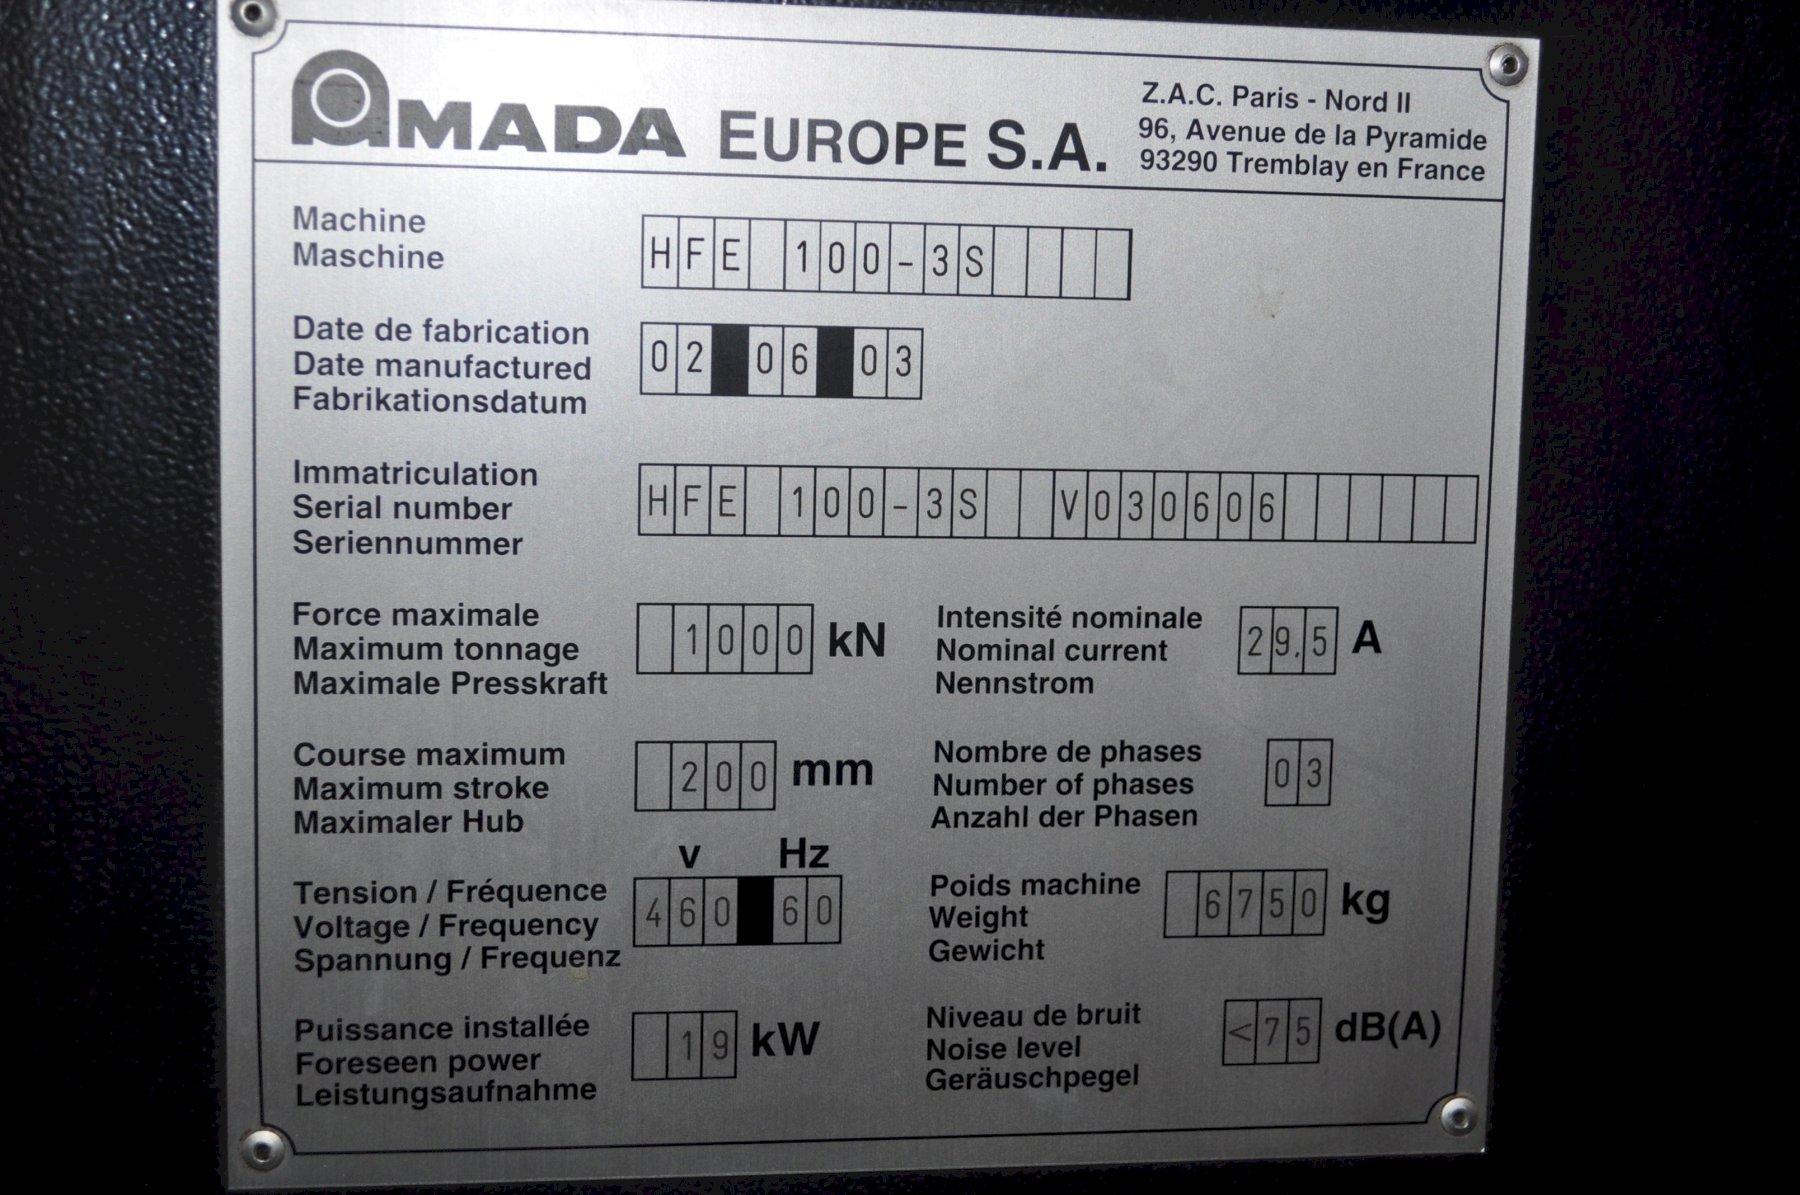 AMADA EUROPE S.A.
Z.A.C. Paris - Nord II
96, Avenue de la Pyramide
93290 Tremblay en France
Machine
Maschine
HFE 100-3S
Date de fabrication
Date manufactured
Fabrikationsdatum
02 06 03
Immatriculation
Serial number
Seriennummer
HFE 100-3S V030606
Force maximale
Maximum tonnage
Maximale Presskraft
1000 kN
Intensité nominale
Nominal current
Nennstrom
29.5 A
Course maximum
Maximum stroke
Maximaler Hub
200 mm
Nombre de phases
Number of phases
Anzahl der Phasen
03
v Hz
Tension / Fréquence
Voltage / Frequency
Spannung / Frequenz
460 60
Poids machine
Weight
Gewicht
6750 kg
Puissance installée
Foreseen power
Leistungsaufnahme
19 kW
Niveau de bruit
Noise level
Geräuschpegel
<75 dB(A)